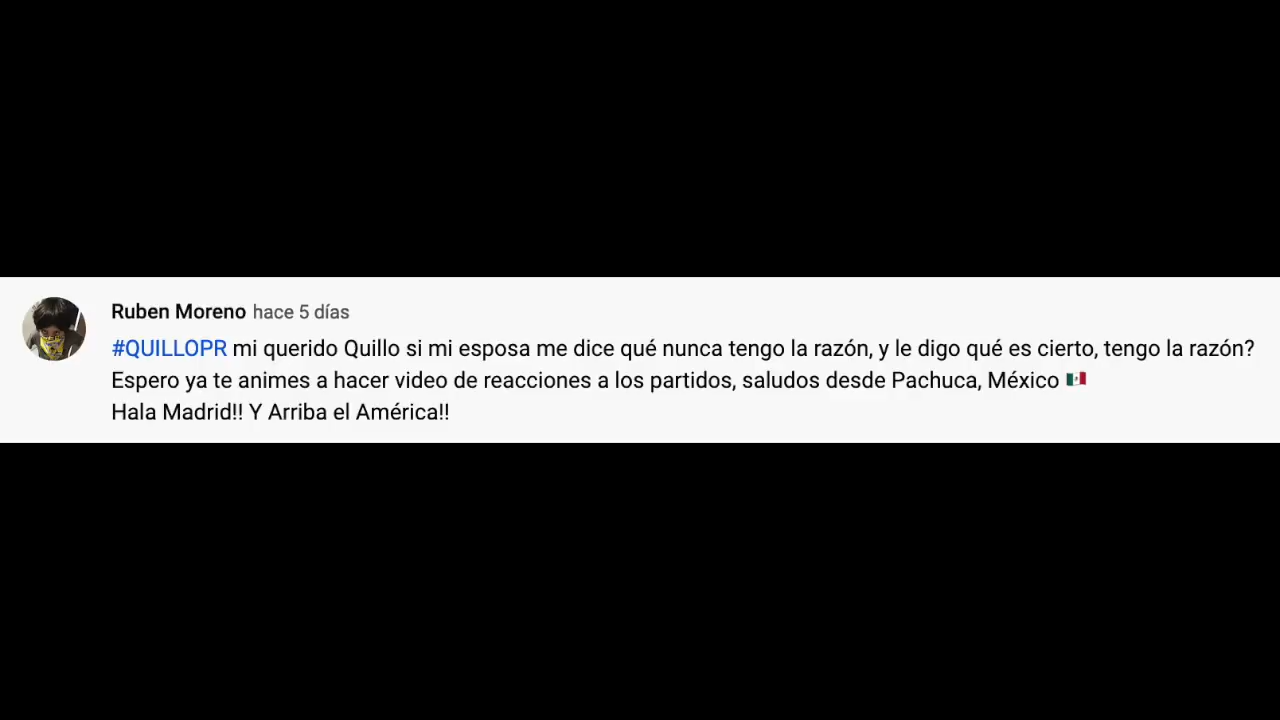 Ruben Moreno hace 5 días
#QUILLOPR mi querido Quillo si mi esposa me dice qué nunca tengo la razón, y le digo qué es cierto, tengo la razón?
Espero ya te animes a hacer video de reacciones a los partidos, saludos desde Pachuca, México 🇲🇽
Hala Madrid!! Y Arriba el América!!